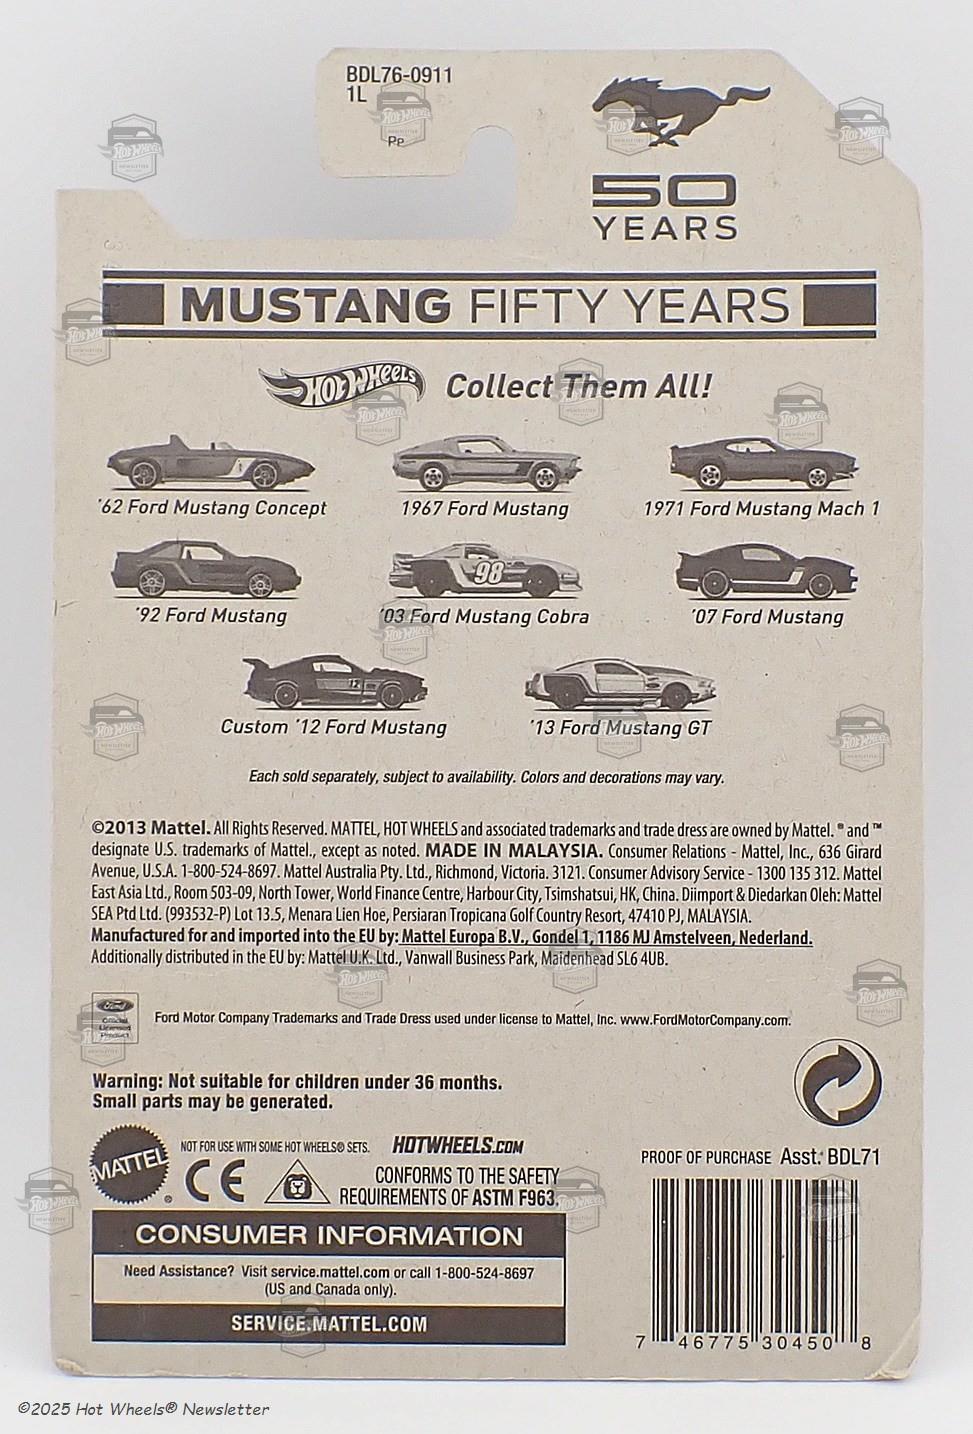 BDL76-0911
1L
Pp
50
YEARS
MUSTANG FIFTY YEARS
Hot Wheels Collect Them All!
'62 Ford Mustang Concept 1967 Ford Mustang 1971 Ford Mustang Mach 1
98
'92 Ford Mustang '03 Ford Mustang Cobra '07 Ford Mustang
12
Custom '12 Ford Mustang '13 Ford Mustang GT
Each sold separately, subject to availability. Colors and decorations may vary.
©2013 Mattel. All Rights Reserved. MATTEL, HOT WHEELS and associated trademarks and trade dress are owned by Mattel. ® and ™
designate U.S. trademarks of Mattel., except as noted. MADE IN MALAYSIA. Consumer Relations - Mattel, Inc., 636 Girard
Avenue, U.S.A. 1-800-524-8697. Mattel Australia Pty. Ltd., Richmond, Victoria. 3121. Consumer Advisory Service - 1300 135 312. Mattel
East Asia Ltd., Room 503-09, North Tower, World Finance Centre, Harbour City, Tsimshatsui, HK, China. Diimport & Diedarkan Oleh: Mattel
SEA Ptd Ltd. (993532-P) Lot 13.5, Menara Lien Hoe, Persiaran Tropicana Golf Country Resort, 47410 PJ, MALAYSIA.
Manufactured for and imported into the EU by: Mattel Europa B.V., Gondel 1, 1186 MJ Amstelveen, Nederland.
Additionally distributed in the EU by: Mattel U.K. Ltd., Vanwall Business Park, Maidenhead SL6 4UB.
Ford
Official
Licensed
Product
Ford Motor Company Trademarks and Trade Dress used under license to Mattel, Inc. www.FordMotorCompany.com.
Warning: Not suitable for children under 36 months.
Small parts may be generated.
MATTEL ®
NOT FOR USE WITH SOME HOT WHEELS® SETS. HOTWHEELS.COM
CE CONFORMS TO THE SAFETY
REQUIREMENTS OF ASTM F963.
PROOF OF PURCHASE Asst. BDL71
CONSUMER INFORMATION
Need Assistance? Visit service.mattel.com or call 1-800-524-8697
(US and Canada only).
SERVICE.MATTEL.COM
7 46775 30450 8
©2025 Hot Wheels® Newsletter